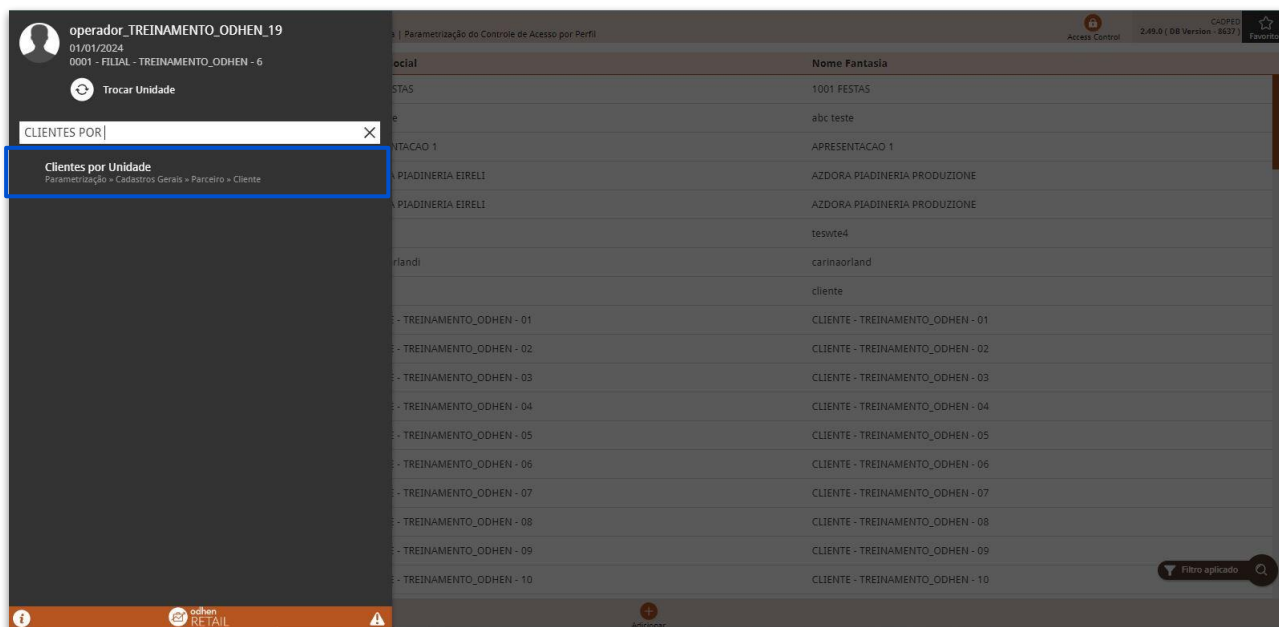 operador_TREINAMENTO_ODHEN_19
01/01/2024
0001 - FILIAL - TREINAMENTO_ODHEN - 6
Trocar Unidade
CLIENTES POR
Clientes por Unidade
Parametrização » Cadastros Gerais » Parceiro » Cliente
odhen
RETAIL
| Parametrização do Controle de Acesso por Perfil
Access Control
CADPED
2.49.0 ( DB Version - 8637 )
Favorito
ocial Nome Fantasia
STAS 1001 FESTAS
e abc teste
NTACAO 1 APRESENTACAO 1
A PIADINERIA EIRELI AZDORA PIADINERIA PRODUZIONE
A PIADINERIA EIRELI AZDORA PIADINERIA PRODUZIONE
teswte4
rlandi carinaorland
cliente
E - TREINAMENTO_ODHEN - 01 CLIENTE - TREINAMENTO_ODHEN - 01
E - TREINAMENTO_ODHEN - 02 CLIENTE - TREINAMENTO_ODHEN - 02
E - TREINAMENTO_ODHEN - 03 CLIENTE - TREINAMENTO_ODHEN - 03
E - TREINAMENTO_ODHEN - 04 CLIENTE - TREINAMENTO_ODHEN - 04
E - TREINAMENTO_ODHEN - 05 CLIENTE - TREINAMENTO_ODHEN - 05
E - TREINAMENTO_ODHEN - 06 CLIENTE - TREINAMENTO_ODHEN - 06
E - TREINAMENTO_ODHEN - 07 CLIENTE - TREINAMENTO_ODHEN - 07
E - TREINAMENTO_ODHEN - 08 CLIENTE - TREINAMENTO_ODHEN - 08
E - TREINAMENTO_ODHEN - 09 CLIENTE - TREINAMENTO_ODHEN - 09
E - TREINAMENTO_ODHEN - 10 CLIENTE - TREINAMENTO_ODHEN - 10
Filtro aplicado
Adicionar